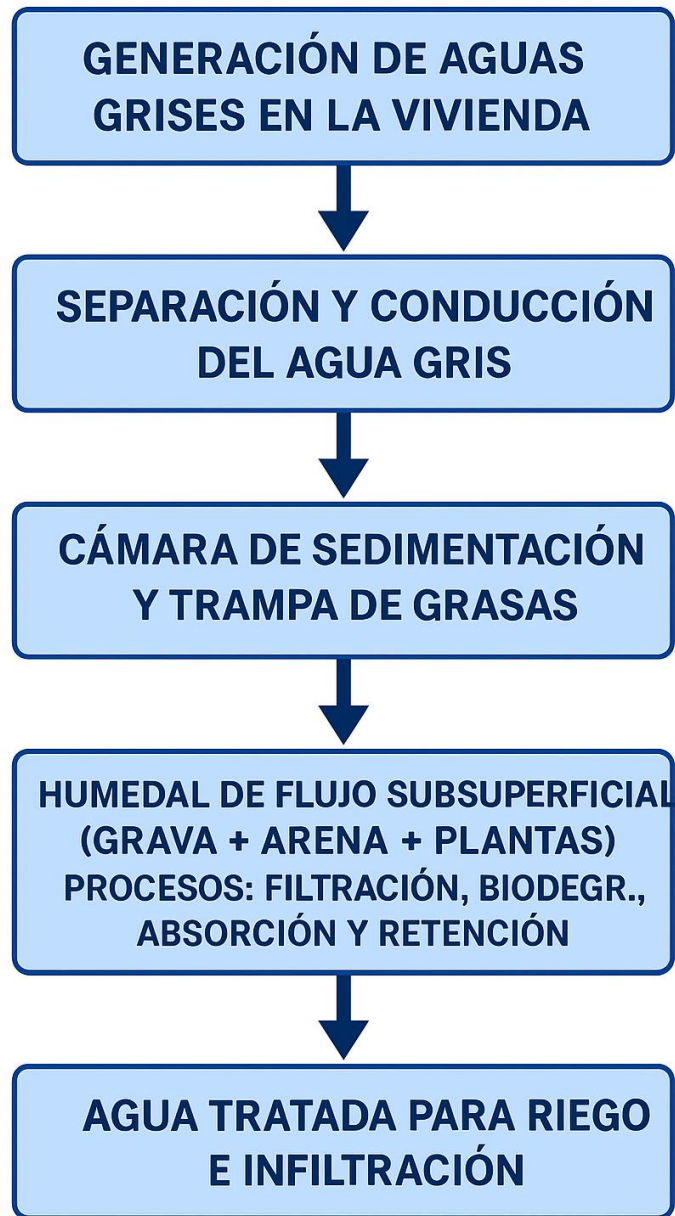 GENERACIÓN DE AGUAS
GRISES EN LA VIVIENDA
SEPARACIÓN Y CONDUCCIÓN
DEL AGUA GRIS
CÁMARA DE SEDIMENTACIÓN
Y TRAMPA DE GRASAS
HUMEDAL DE FLUJO SUBSUPERFICIAL
(GRAVA + ARENA + PLANTAS)
PROCESOS: FILTRACIÓN, BIODEGR.,
ABSORCIÓN Y RETENCIÓN
AGUA TRATADA PARA RIEGO
E INFILTRACIÓN